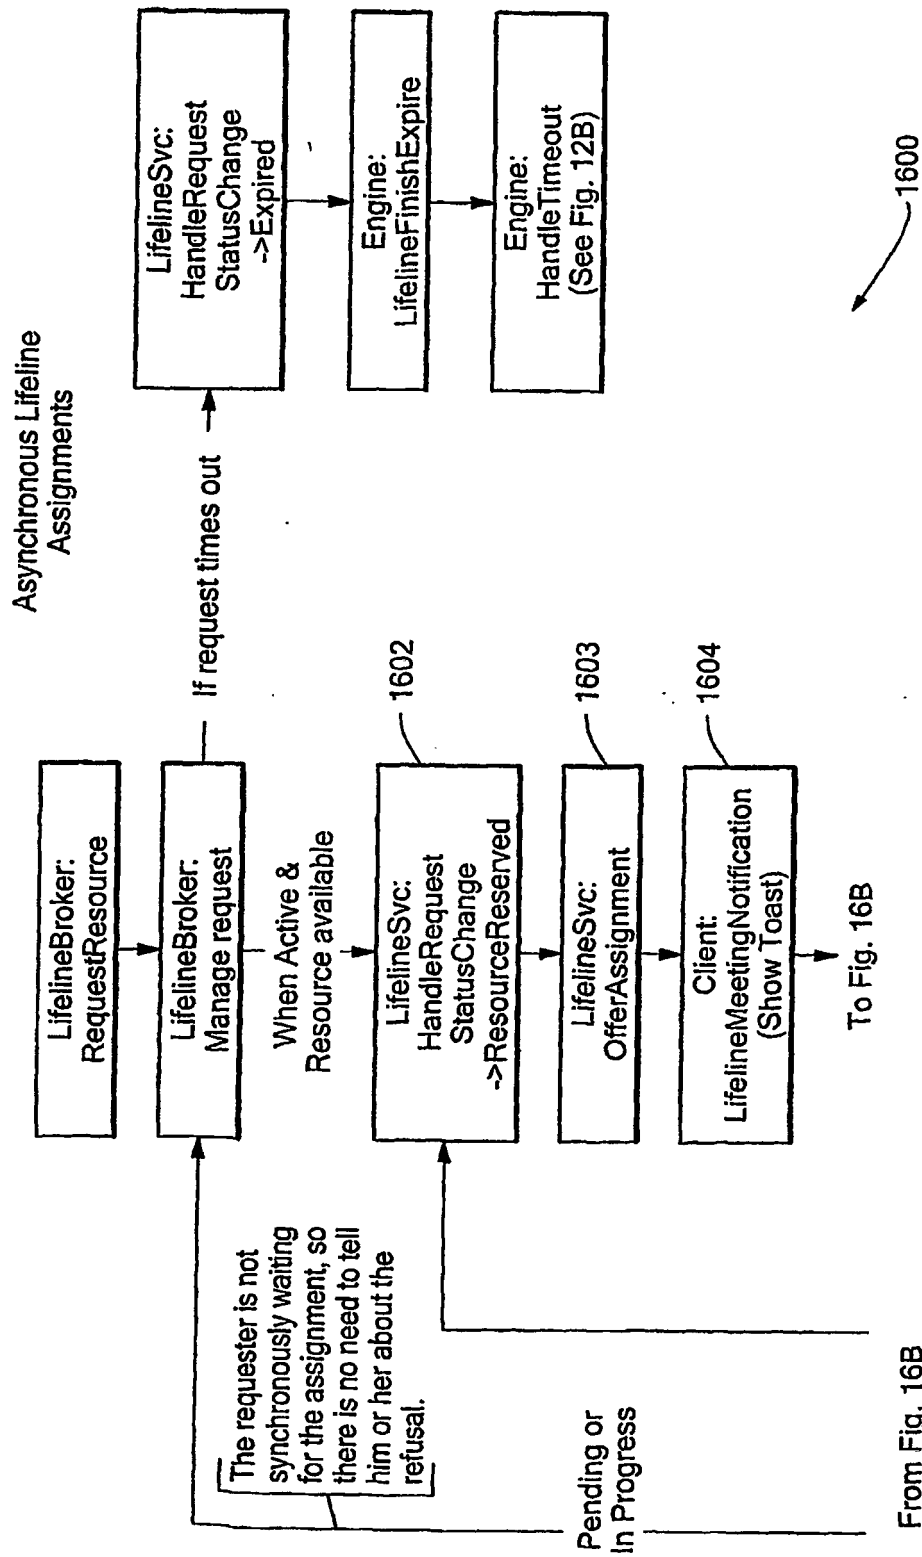 Asynchronous Lifeline
Assignments
LifelineBroker:
RequestResource
LifelineBroker:
Manage request
If request times out
LifelineSvc:
HandleRequest
StatusChange
->Expired
Engine:
LifelineFinishExpire
Engine:
HandleTimeout
(See Fig. 12B)
When Active &
Resource available
LifelineSvc:
HandleRequest
StatusChange
->ResourceReserved
1602
LifelineSvc:
OfferAssignment
1603
Client:
LifelineMeetingNotification
(Show Toast)
1604
To Fig. 16B
The requester is not
synchronously waiting
for the assignment, so
there is no need to tell
him or her about the
refusal.
Pending or
In Progress
From Fig. 16B
1600